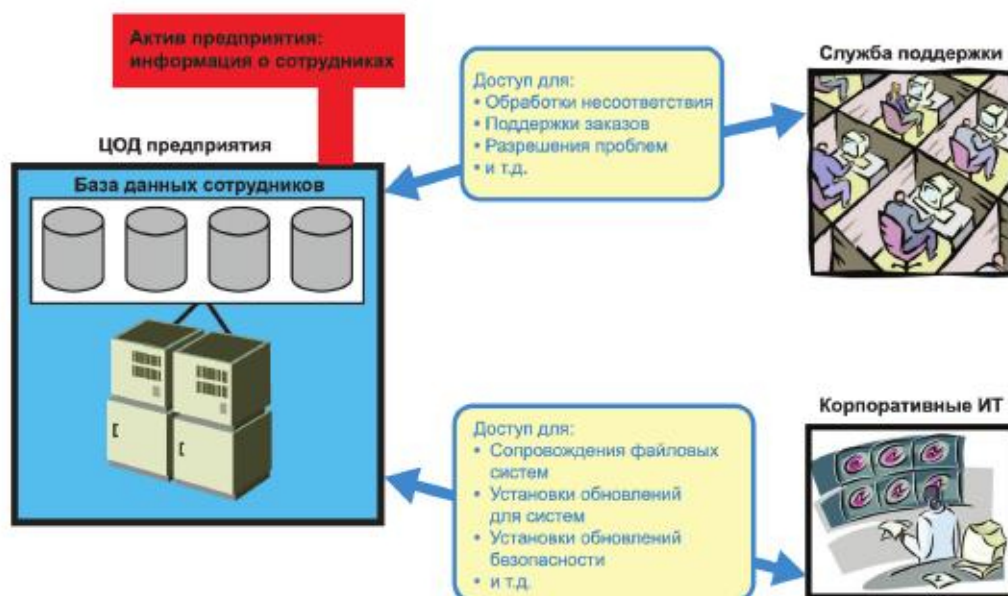 Актив предприятия:
информация о сотрудниках
ЦОД предприятия
База данных сотрудников
Доступ для:
• Обработки несоответствия
• Поддержки заказов
• Разрешения проблем
• и т.д.
Служба поддержки
Доступ для:
• Сопровождения файловых
систем
• Установки обновлений
для систем
• Установки обновлений
безопасности
• и т.д.
Корпоративные ИТ